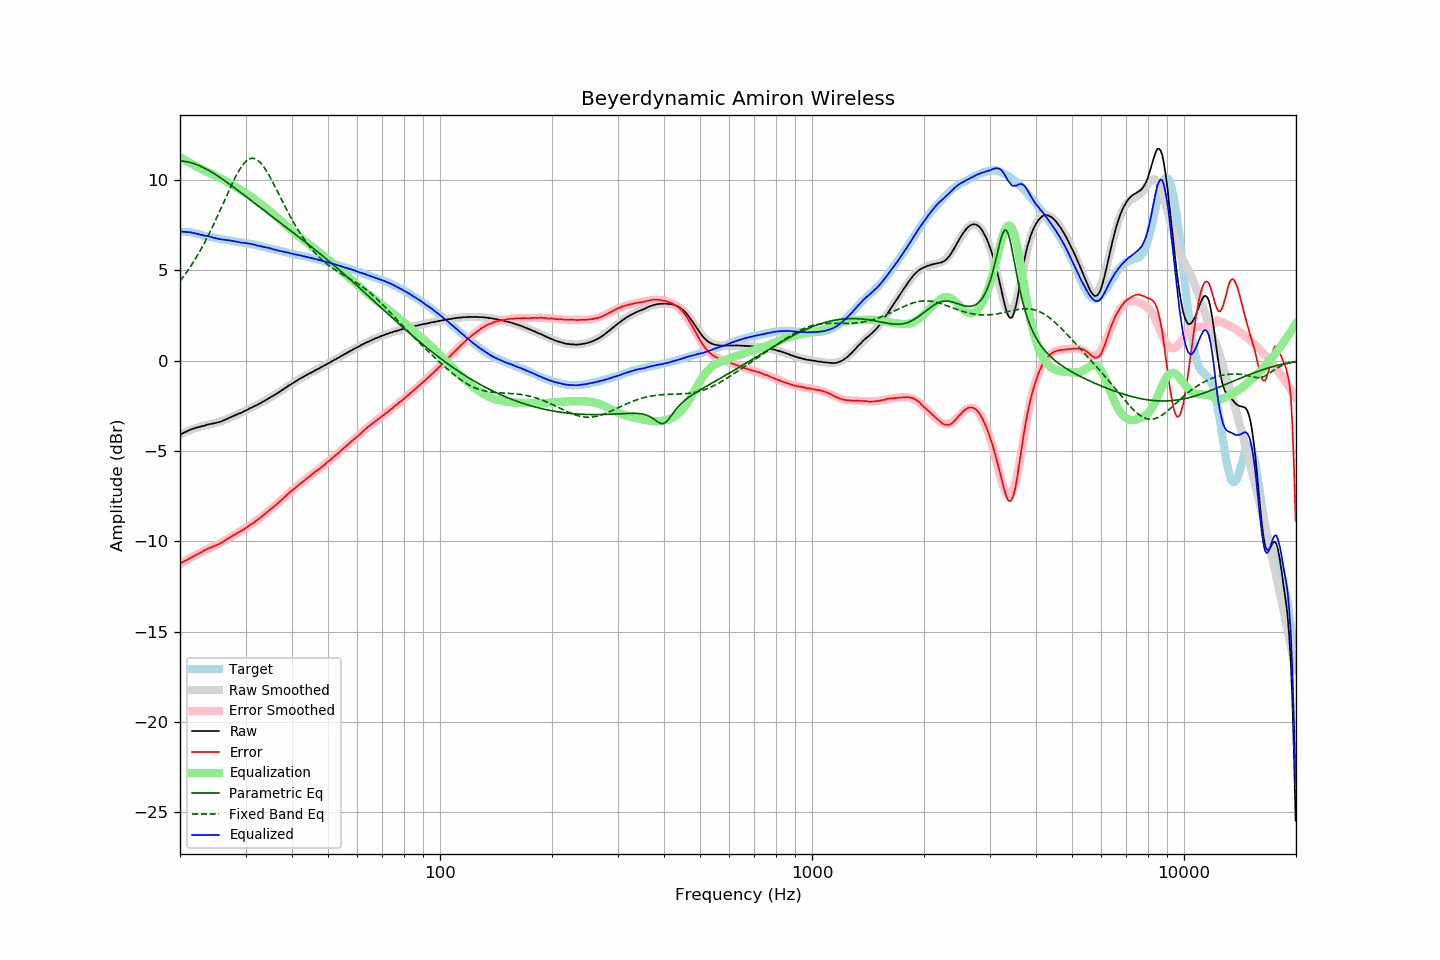 Beyerdynamic Amiron Wireless
Amplitude (dBr)
10
5
0
−5
−10
−15
−20
−25
Target
Raw Smoothed
Error Smoothed
Raw
Error
Equalization
Parametric Eq
Fixed Band Eq
Equalized
100
1000
10000
Frequency (Hz)